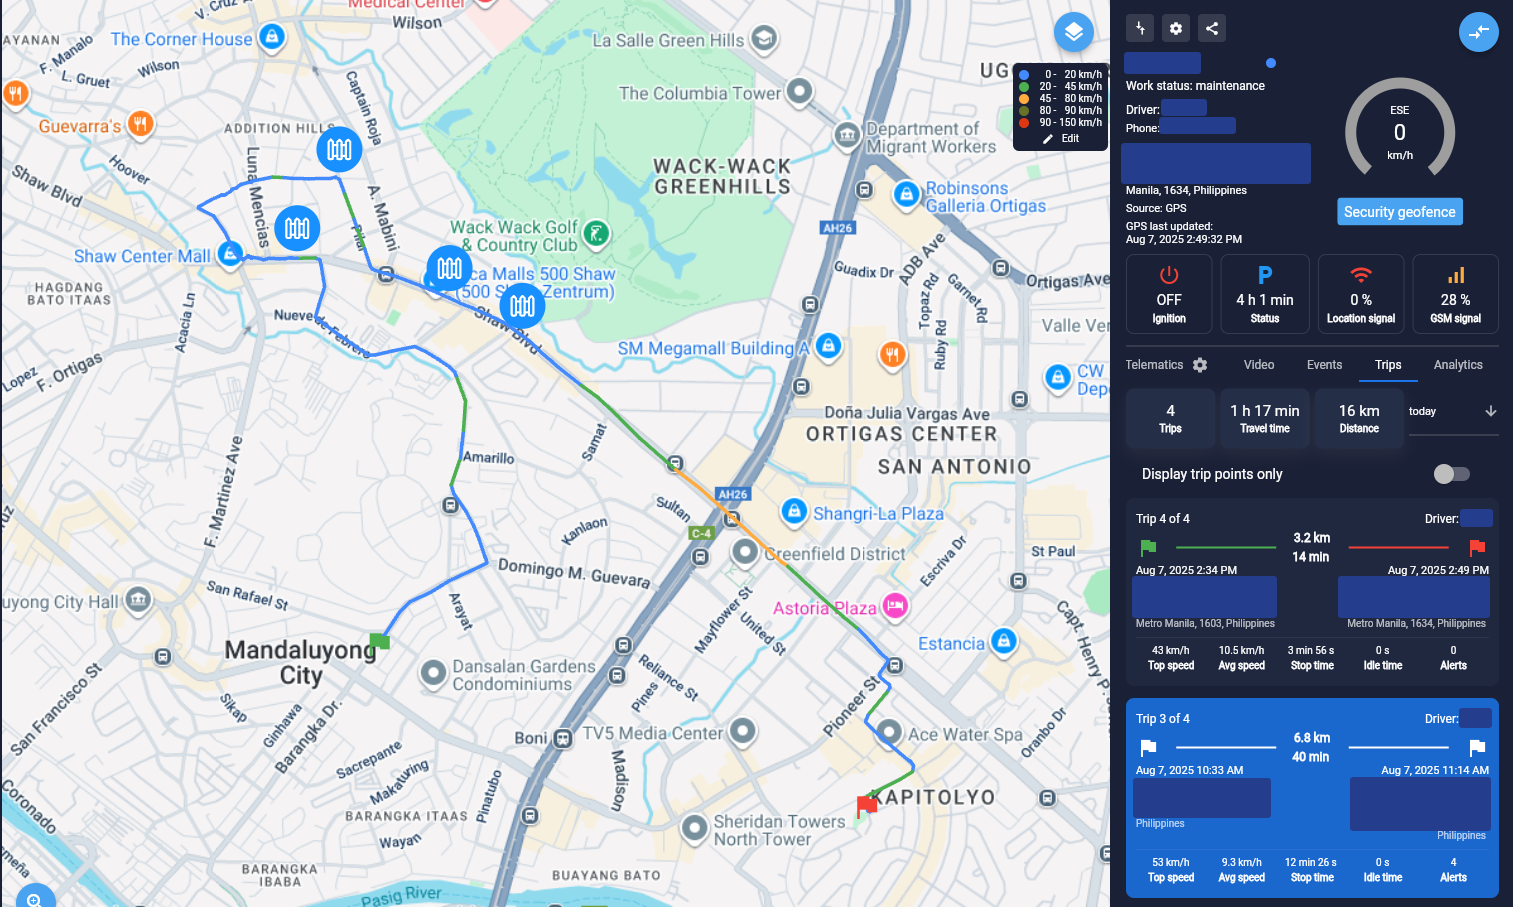 Medical Center
V. Cruz
Wilson
The Corner House
AYANAN
F. Manalo
Wilson
L. Gruet
Captain Roja
La Salle Green Hills
The Columbia Tower
Guevarra's
ADDITION HILLS
Hoover
Luna Mencias
Shaw Blvd
A. Mabini
Pilar
WACK-WACK
GREENHILLS
Department of
Migrant Workers
Robinsons
Galleria Ortigas
AH26
Wack Wack Golf
& Country Club
Shaw Center Mall
ca Malls 500 Shaw
(500 Sh Zentrum)
Guadix Dr
ADB Ave
Ortigas Ave
Topaz Rd
Garnet Rd
Ruby Rd
HAGDANG
BATO ITAAS
Acacia Ln
Nueve de Febrero
Shaw Blvd
Valle Ver
SM Megamall Building A
Lopez
F. Ortigas
CW
Depo
Doña Julia Vargas Ave
ORTIGAS CENTER
F. Martinez Ave
Samat
Amarillo
SAN ANTONIO
AH26
Sultan
Shangri-La Plaza
C-4
Kanlaon
Greenfield District
Escriva Dr
St Paul
Domingo M. Guevara
San Rafael St
uyong City Hall
Arayat
Mayflower St
United St
Astoria Plaza
Capt. Henry P.
Estancia
Mandaluyong
City
Dansalan Gardens
Condominiums
Reliance St
Pines
San Francisco St
Sikap
Ginhawa
Barangka Dr.
Pioneer St
Boni
TV5 Media Center
Ace Water Spa
Oranbo Dr
Sacrepante
Makaturing
Pinatubo
Madison
KAPITOLYO
Coronado
BARANGKA ITAAS
Wayan
Sheridan Towers
North Tower
BARANGKA
IBABA
BUAYANG BATO
Pasig River
UG
0 - 20 km/h
20 - 45 km/h
45 - 80 km/h
80 - 90 km/h
90 - 150 km/h
Edit
Work status: maintenance
Driver:
Phone:
Manila, 1634, Philippines
Source: GPS
GPS last updated:
Aug 7, 2025 2:49:32 PM
ESE
0
km/h
Security geofence
OFF
Ignition
P
4 h 1 min
Status
0 %
Location signal
28 %
GSM signal
Telematics Video Events Trips Analytics
4
Trips
1 h 17 min
Travel time
16 km
Distance
today
Display trip points only
Trip 4 of 4 Driver:
3.2 km
14 min
Aug 7, 2025 2:34 PM Aug 7, 2025 2:49 PM
Metro Manila, 1603, Philippines Metro Manila, 1634, Philippines
43 km/h 10.5 km/h 3 min 56 s 0 s 0
Top speed Avg speed Stop time Idle time Alerts
Trip 3 of 4 Driver:
6.8 km
40 min
Aug 7, 2025 10:33 AM Aug 7, 2025 11:14 AM
Philippines
Philippines
53 km/h 9.3 km/h 12 min 26 s 0 s 4
Top speed Avg speed Stop time Idle time Alerts